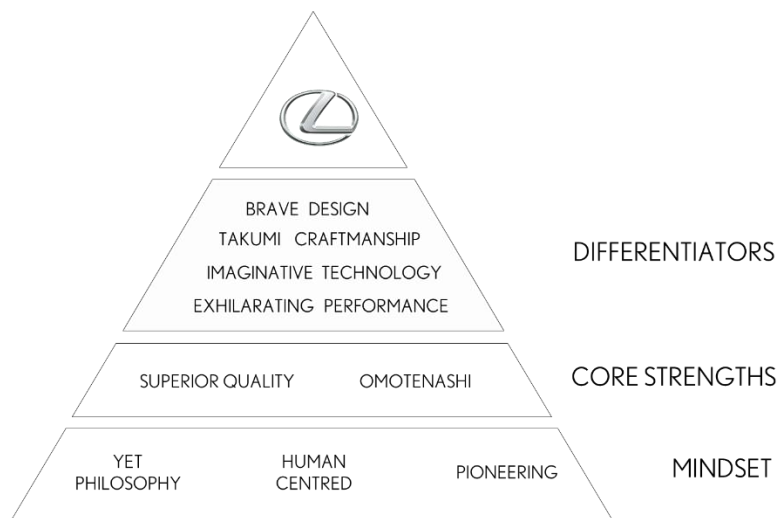 BRAVE DESIGN
TAKUMI CRAFTMANSHIP
IMAGINATIVE TECHNOLOGY
EXHILARATING PERFORMANCE
DIFFERENTIATORS
SUPERIOR QUALITY OMOTENASHI
CORE STRENGTHS
YET
PHILOSOPHY
HUMAN
CENTRED
PIONEERING
MINDSET